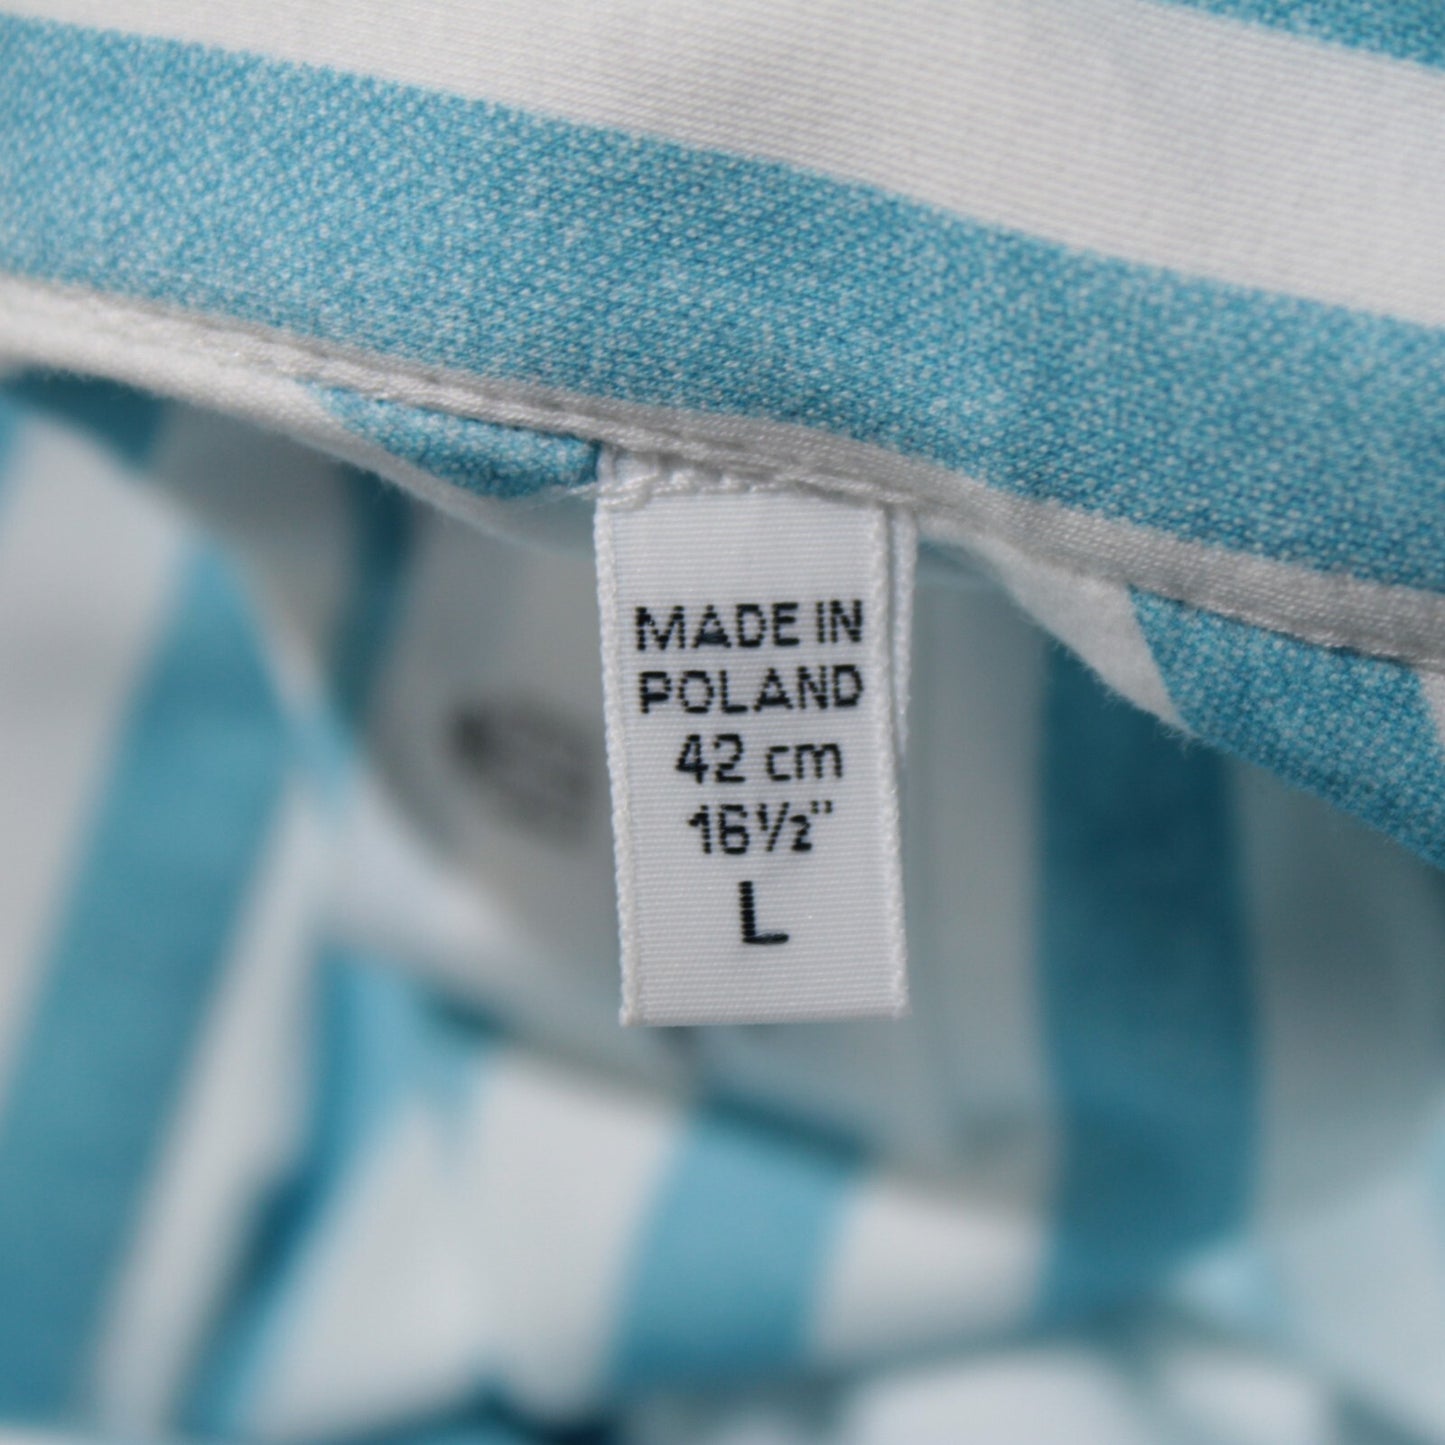 MADE IN
POLAND
42 cm
16½"
L